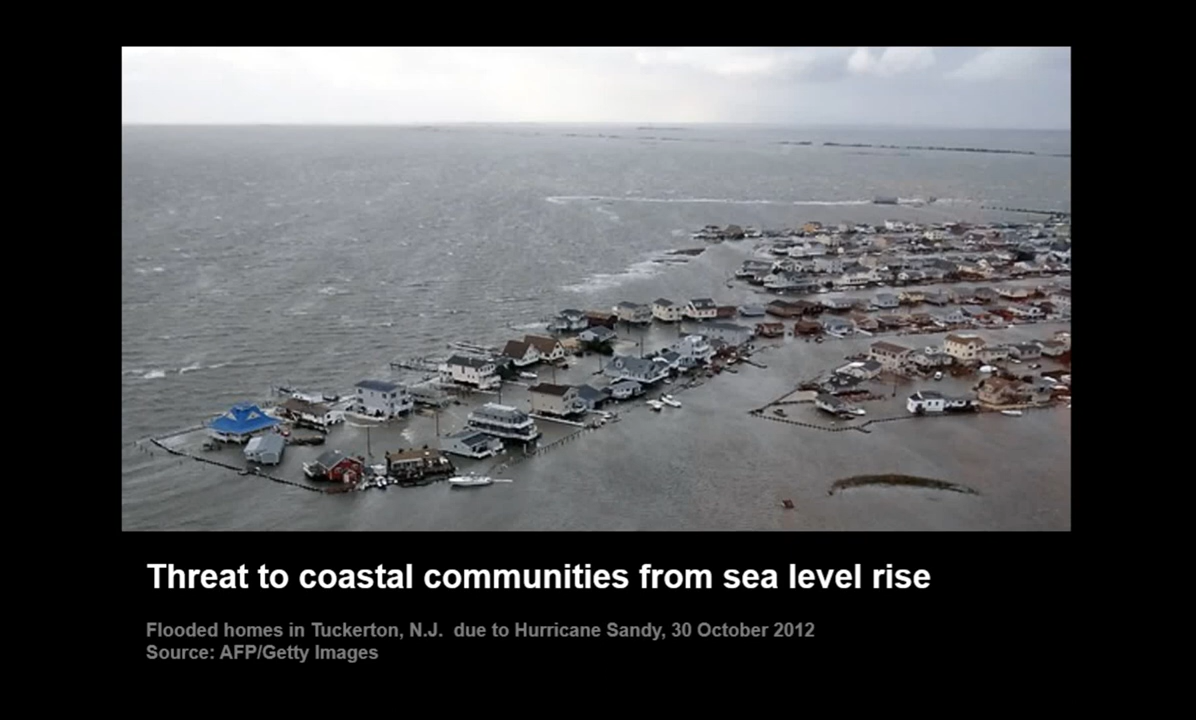 Threat to coastal communities from sea level rise
Flooded homes in Tuckerton, N.J.  due to Hurricane Sandy, 30 October 2012
Source: AFP/Getty Images